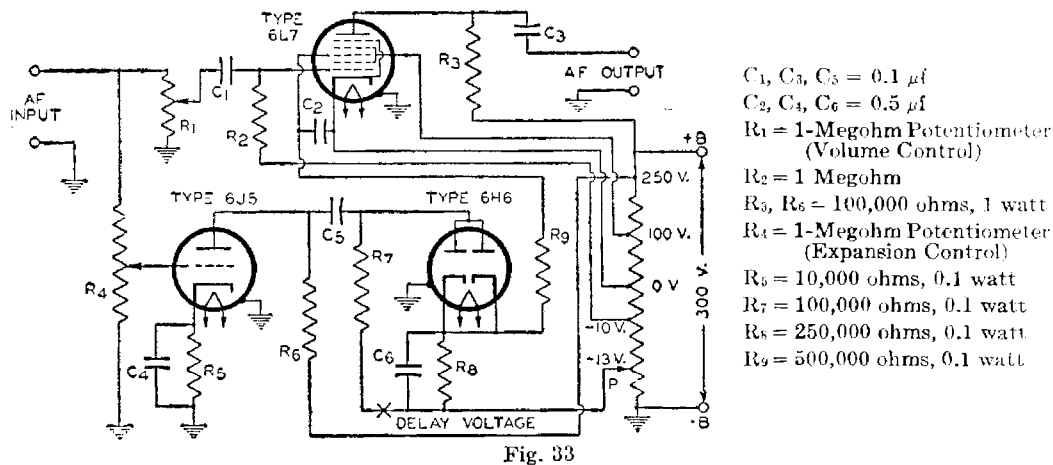 TYPE
6L7
C3
R3
AF OUTPUT
AF
INPUT
R1
C1
R2
C2
+B
250 V.
100 V.
0 V
300 V.
-10 V.
-13 V.
P
-B
TYPE 6J5
C5
TYPE 6H6
R4
R7
R9
R6
C6
R8
C4
R5
DELAY VOLTAGE
Fig. 33
C1, C3, C5 = 0.1 µf
C2, C4, C6 = 0.5 µf
R1 = 1-Megohm Potentiometer
(Volume Control)
R2 = 1 Megohm
R3, R6 = 100,000 ohms, 1 watt
R4 = 1-Megohm Potentiometer
(Expansion Control)
R5 = 10,000 ohms, 0.1 watt
R7 = 100,000 ohms, 0.1 watt
R8 = 250,000 ohms, 0.1 watt
R9 = 500,000 ohms, 0.1 watt